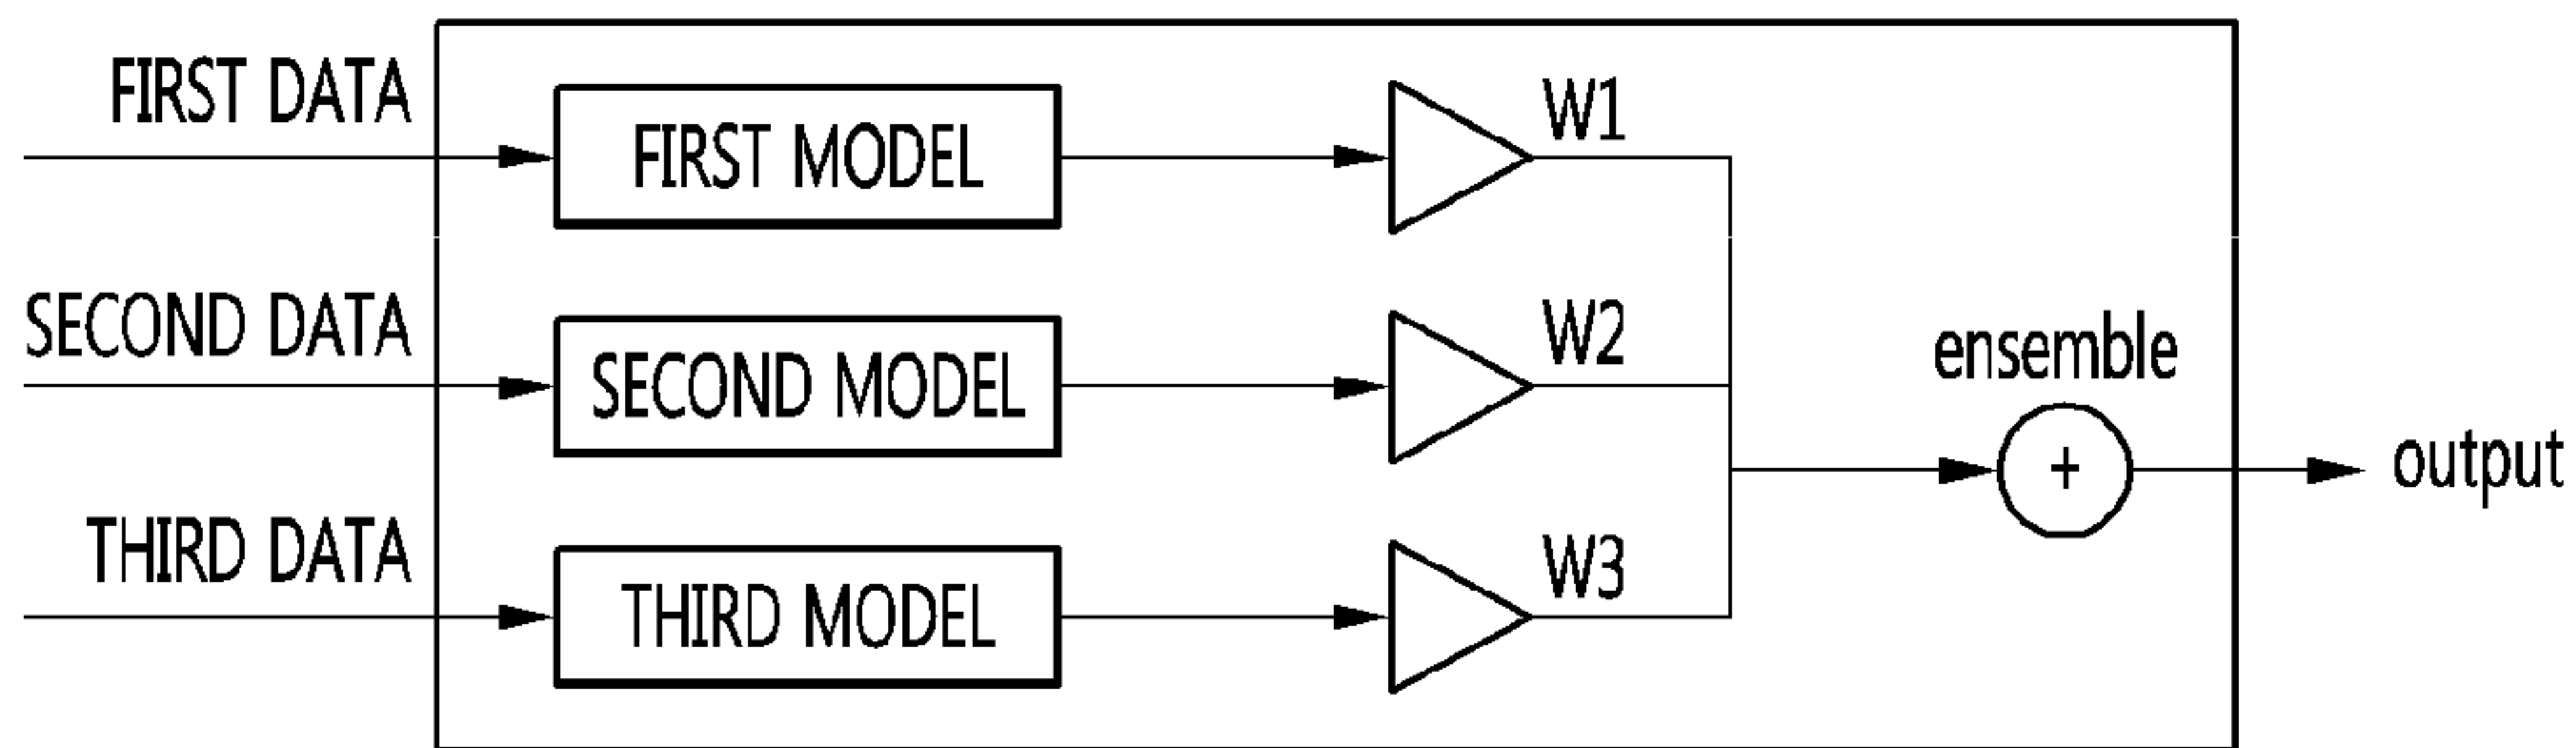 FIRST DATA
FIRST MODEL
W1
SECOND DATA
SECOND MODEL
W2
ensemble
+
output
THIRD DATA
THIRD MODEL
W3